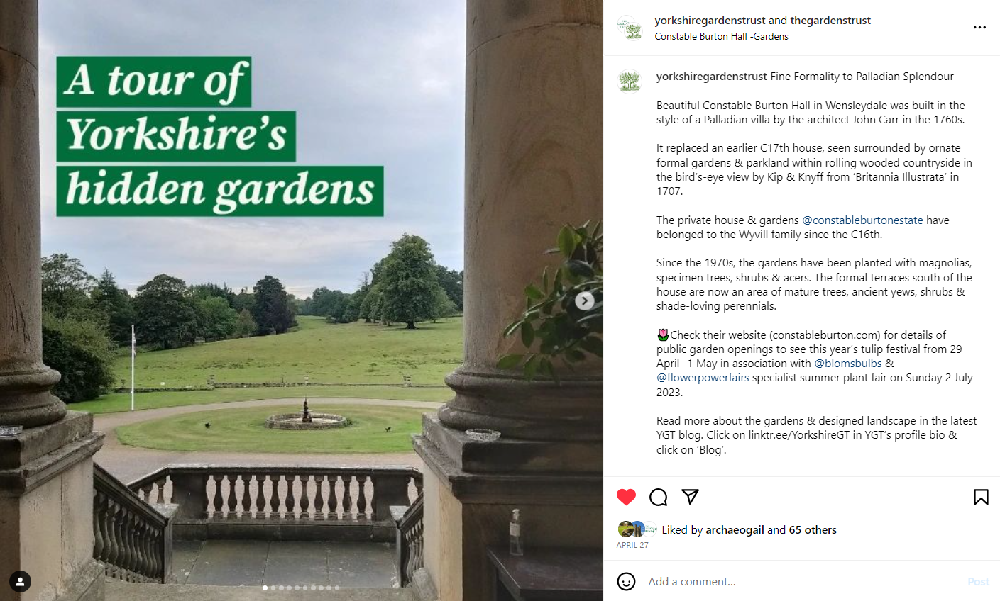 A tour of
Yorkshire's
hidden gardens
yorkshiregardenstrust and thegardenstrust
Constable Burton Hall -Gardens
yorkshiregardenstrust Fine Formality to Palladian Splendour
Beautiful Constable Burton Hall in Wensleydale was built in the
style of a Palladian villa by the architect John Carr in the 1760s.
It replaced an earlier C17th house, seen surrounded by ornate
formal gardens & parkland within rolling wooded countryside in
the bird's-eye view by Kip & Knyff from 'Britannia Illustrata' in
1707.
The private house & gardens @constableburtonestate have
belonged to the Wyvill family since the C16th.
Since the 1970s, the gardens have been planted with magnolias,
specimen trees, shrubs & acers. The formal terraces south of the
house are now an area of mature trees, ancient yews, shrubs &
shade-loving perennials.
🌷Check their website (constableburton.com) for details of
public garden openings to see this year's tulip festival from 29
April -1 May in association with @blomsbulbs &
@flowerpowerfairs specialist summer plant fair on Sunday 2 July
2023.
Read more about the gardens & designed landscape in the latest
YGT blog. Click on linktr.ee/YorkshireGT in YGT's profile bio &
click on 'Blog'.
Liked by archaeogail and 65 others
APRIL 27
Add a comment...
Post